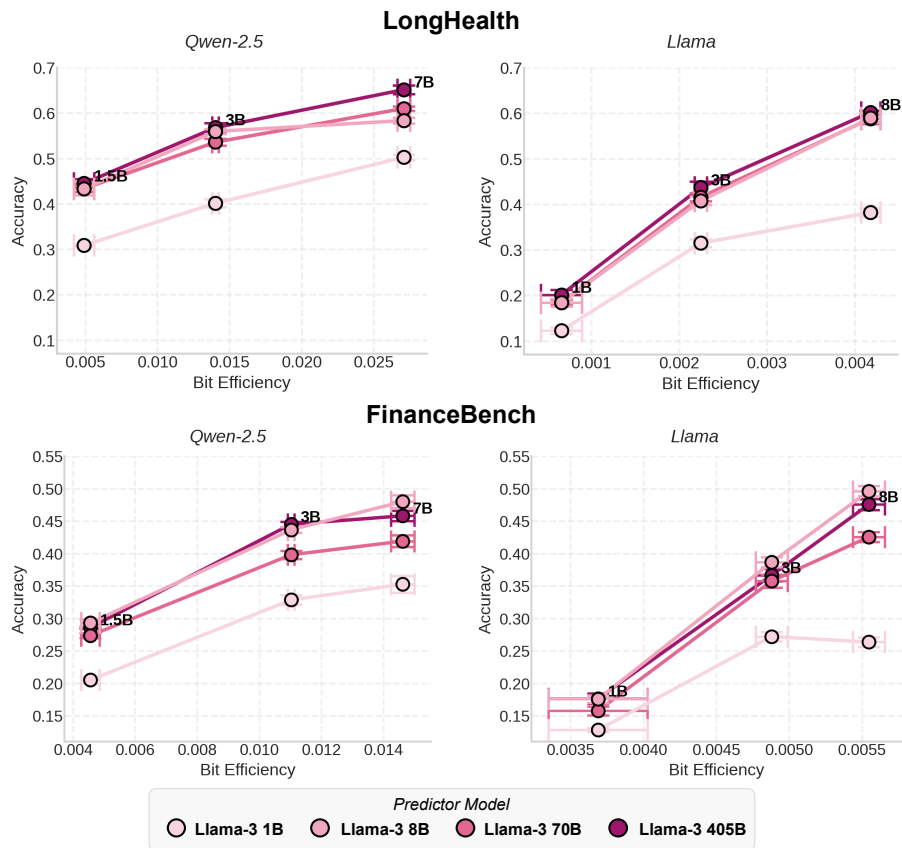 LongHealth
Qwen-2.5
Llama
0.7
0.6
0.5
0.4
0.3
0.2
0.1
Accuracy
1.5B
3B
7B
0.005
0.010
0.015
0.020
0.025
Bit Efficiency
0.7
0.6
0.5
0.4
0.3
0.2
0.1
Accuracy
1B
3B
8B
0.001
0.002
0.003
0.004
Bit Efficiency
FinanceBench
Qwen-2.5
Llama
0.55
0.50
0.45
0.40
0.35
0.30
0.25
0.20
0.15
Accuracy
1.5B
3B
7B
0.004
0.006
0.008
0.010
0.012
0.014
Bit Efficiency
0.55
0.50
0.45
0.40
0.35
0.30
0.25
0.20
0.15
Accuracy
1B
3B
8B
0.0035
0.0040
0.0045
0.0050
0.0055
Bit Efficiency
Predictor Model
Llama-3 1B
Llama-3 8B
Llama-3 70B
Llama-3 405B